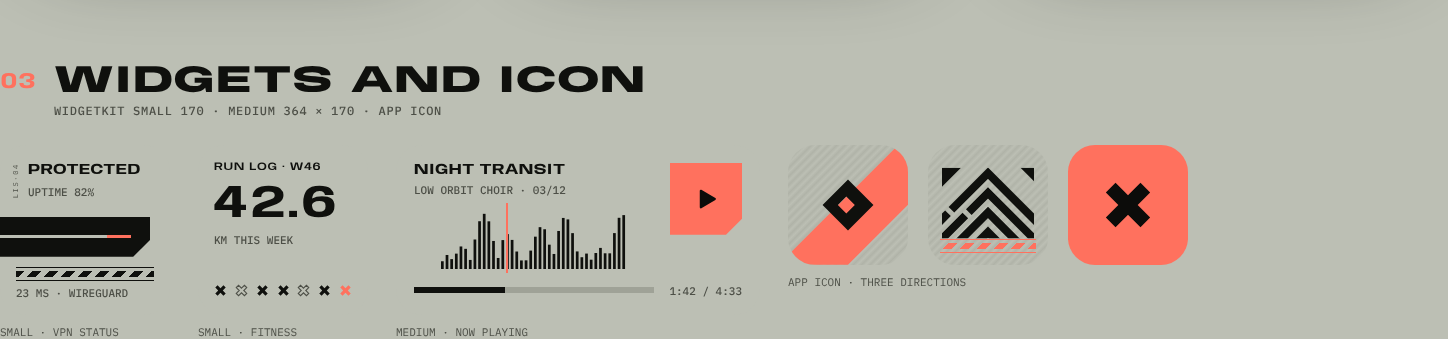 03 WIDGETS AND ICON
WIDGETKIT SMALL 170 · MEDIUM 364 × 170 · APP ICON
LIS-04
PROTECTED
UPTIME 82%
23 MS · WIREGUARD
SMALL · VPN STATUS
RUN LOG · W46
42.6
KM THIS WEEK
SMALL · FITNESS
NIGHT TRANSIT
LOW ORBIT CHOIR · 03/12
1:42 / 4:33
MEDIUM · NOW PLAYING
APP ICON · THREE DIRECTIONS